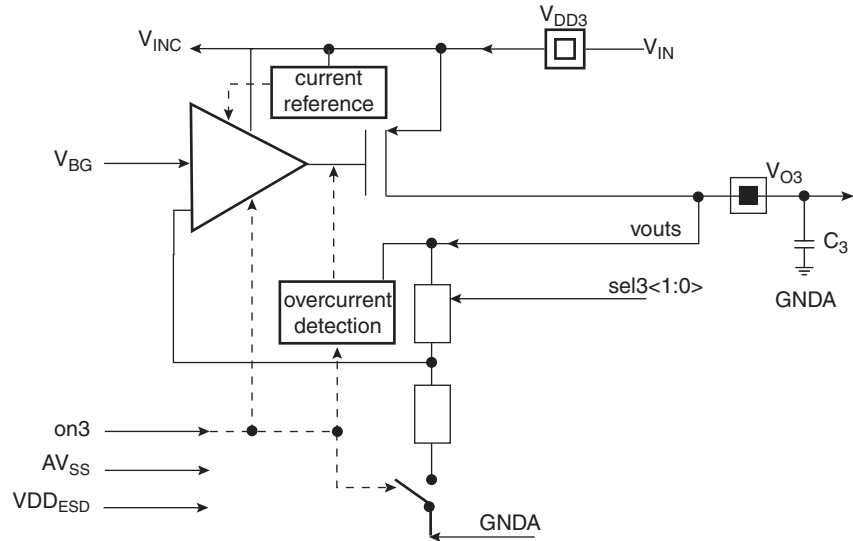 V_DD3
V_INC
V_IN
current
reference
V_BG
V_O3
vouts
C_3
sel3<1:0>
GNDA
overcurrent
detection
on3
AV_SS
VDD_ESD
GNDA